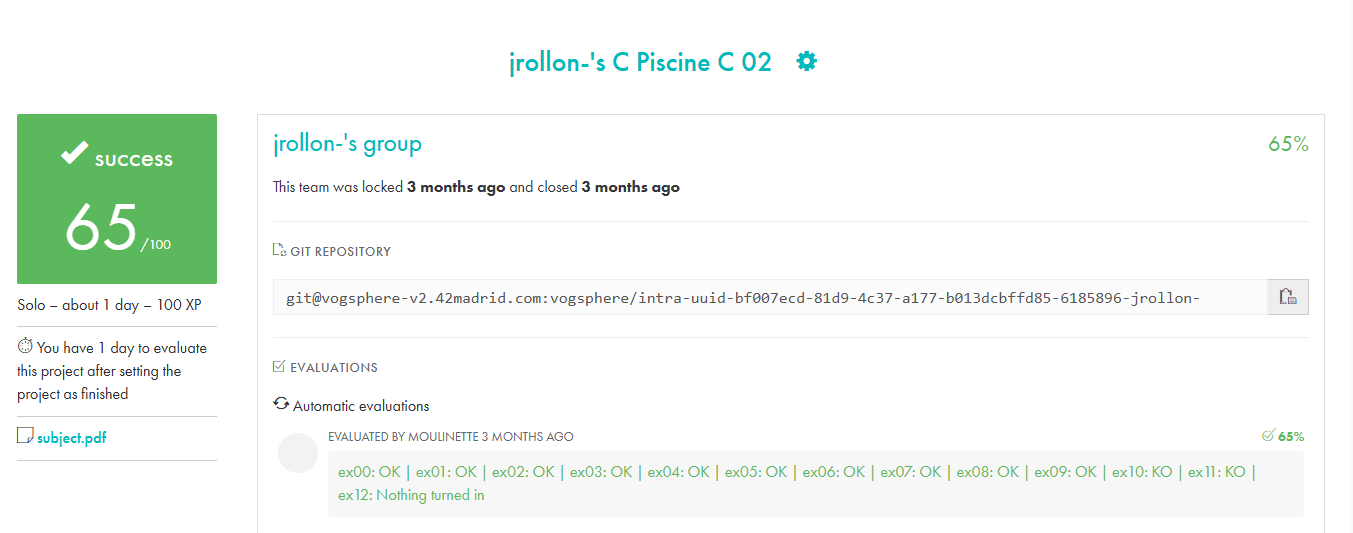 jrollon-'s C Piscine C 02
success
65 /100
Solo – about 1 day – 100 XP
You have 1 day to evaluate
this project after setting the
project as finished
subject.pdf
jrollon-'s group
65%
This team was locked 3 months ago and closed 3 months ago
GIT REPOSITORY
git@vogsphere-v2.42madrid.com:vogsphere/intra-uuid-bf007ecd-81d9-4c37-a177-b013dcbffd85-6185896-jrollon-
EVALUATIONS
Automatic evaluations
EVALUATED BY MOULINETTE 3 MONTHS AGO
65%
ex00: OK | ex01: OK | ex02: OK | ex03: OK | ex04: OK | ex05: OK | ex06: OK | ex07: OK | ex08: OK | ex09: OK | ex10: KO | ex11: KO |
ex12: Nothing turned in